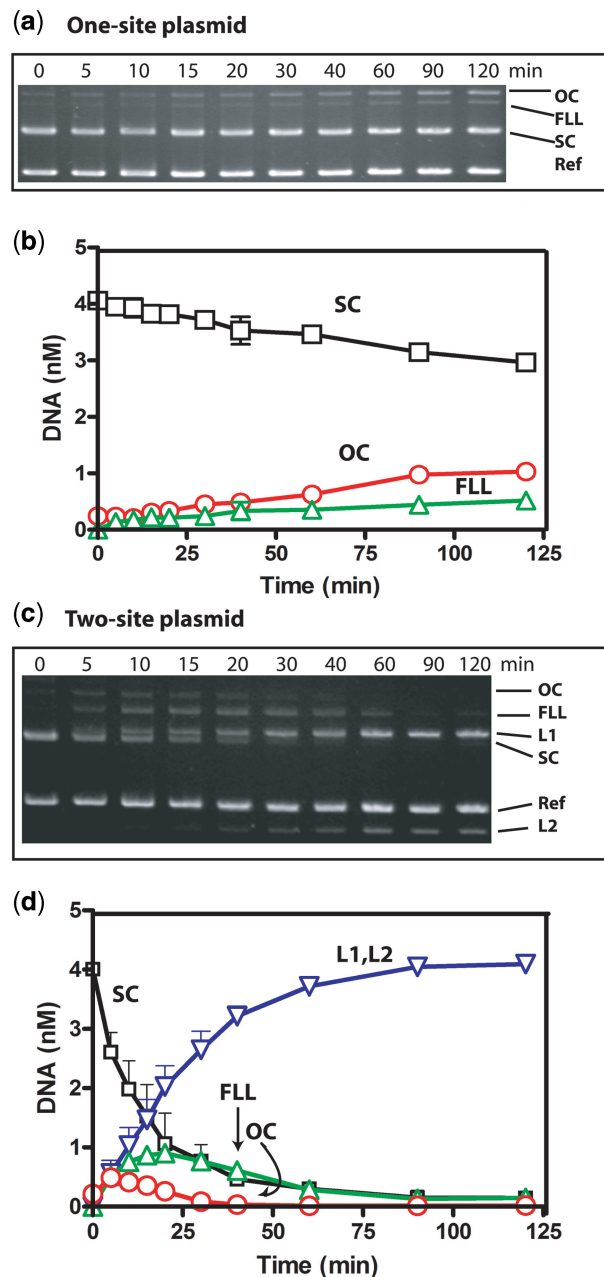 (a) One-site plasmid
0 5 10 15 20 30 40 60 90 120 min
OC
FLL
SC
Ref
(b)
5
4
3
2
1
0
DNA (nM)
SC
OC
FLL
0 25 50 75 100 125
Time (min)
(c) Two-site plasmid
0 5 10 15 20 30 40 60 90 120 min
OC
FLL
L1
SC
Ref
L2
(d)
5
4
3
2
1
0
DNA (nM)
SC
L1,L2
FLL
OC
0 25 50 75 100 125
Time (min)